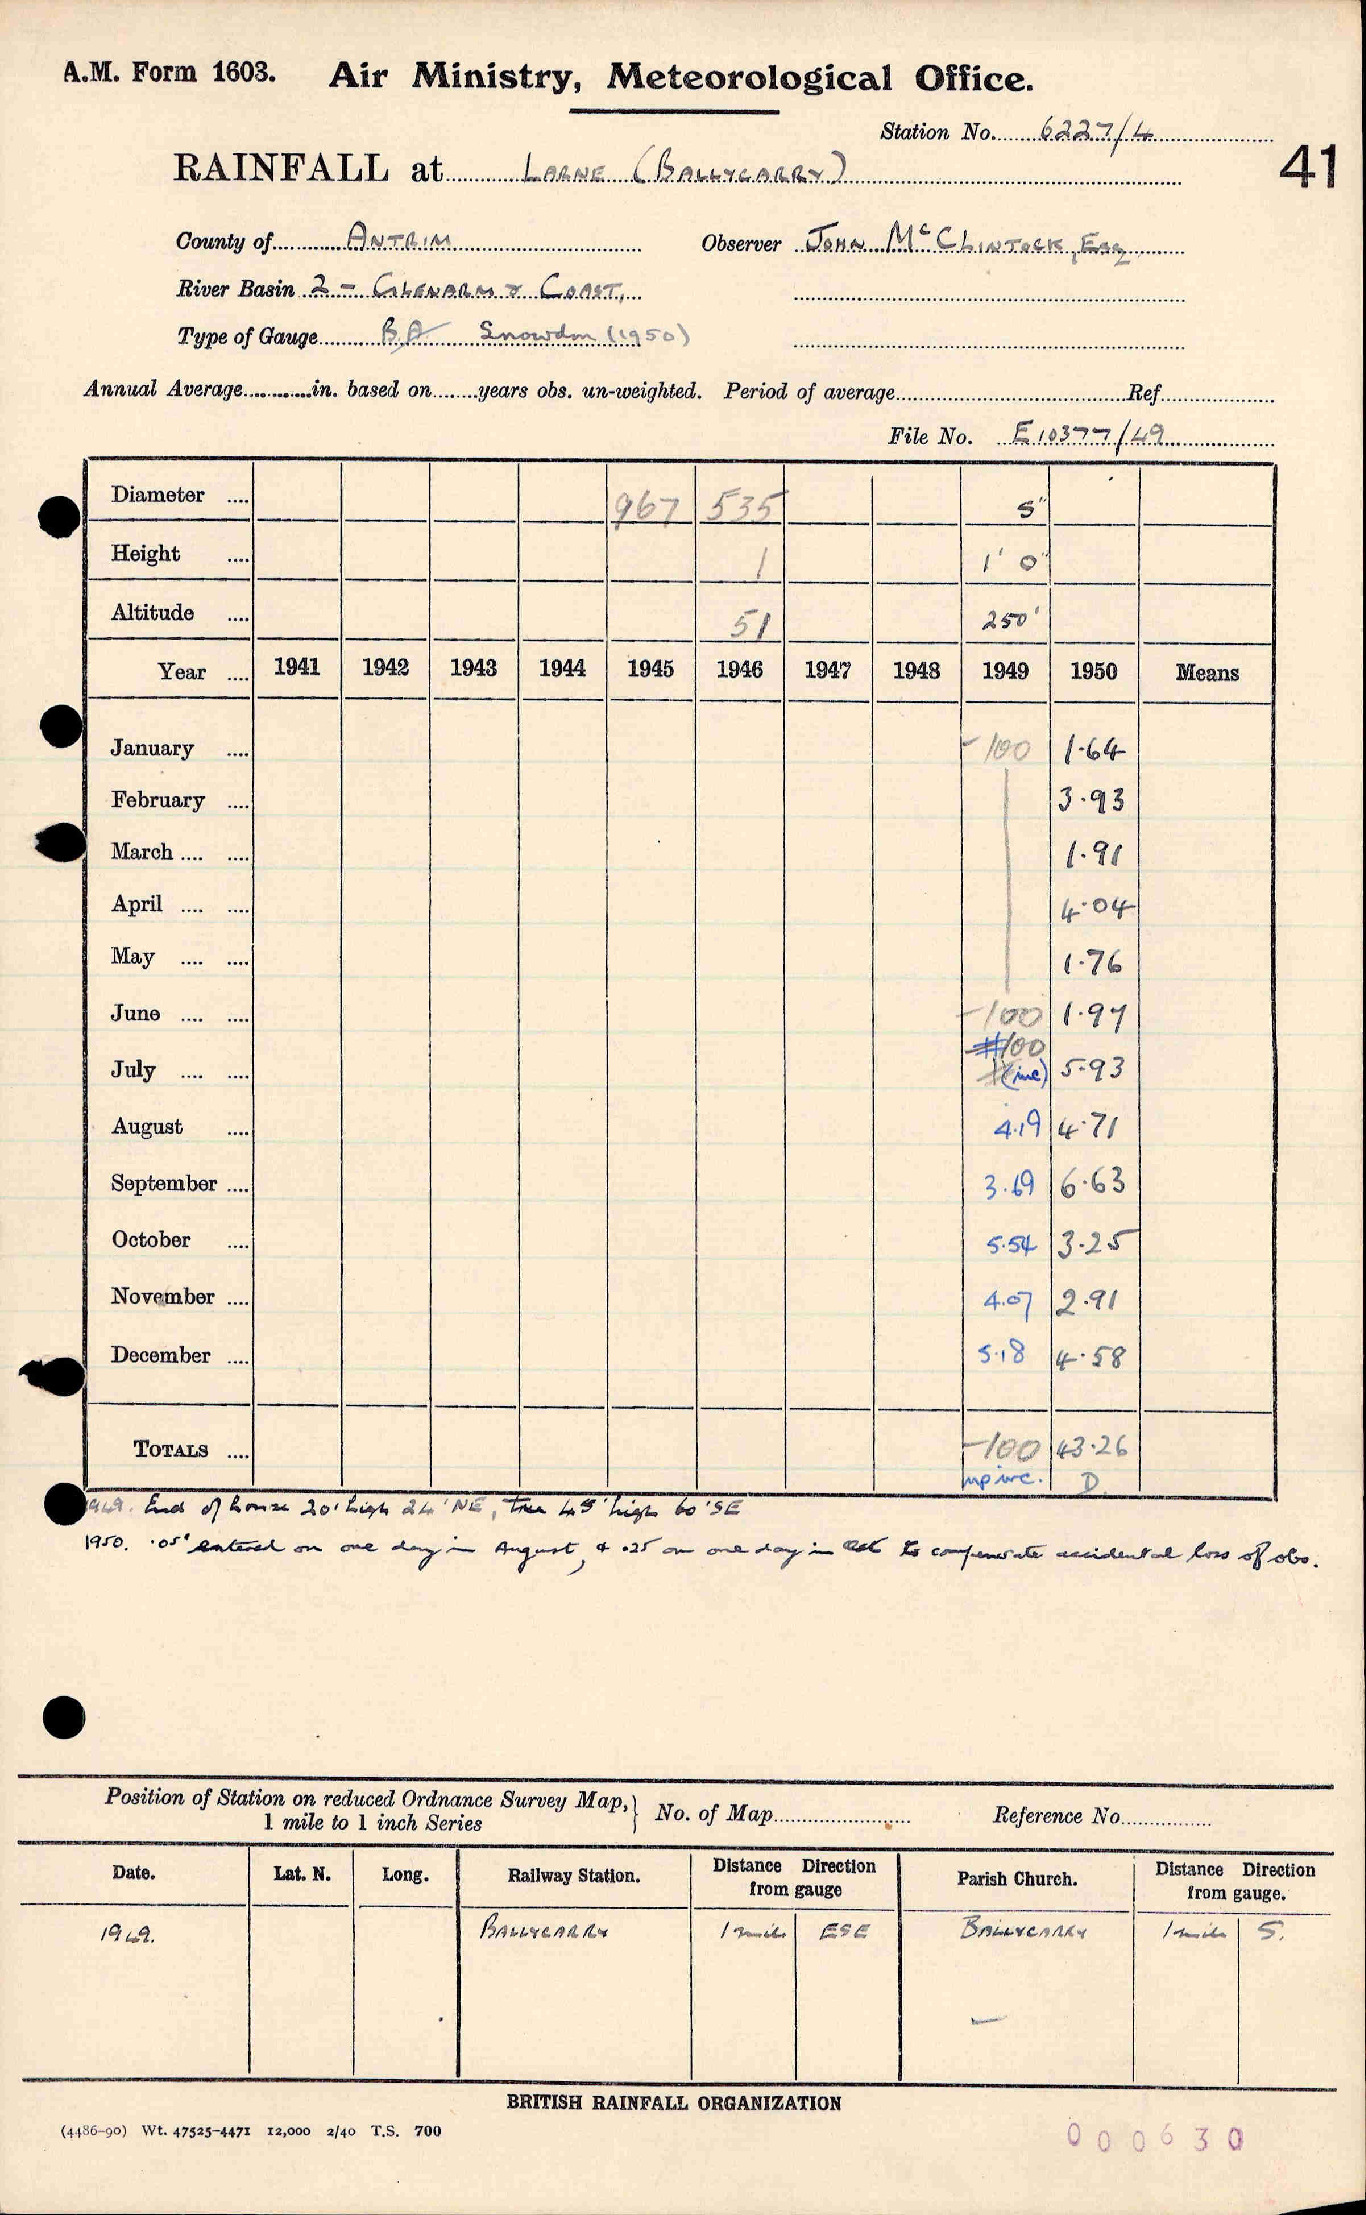 A.M. Form 1603. Air Ministry, Meteorological Office.
Station No. 6227/4
41
RAINFALL at LARNE (BALLYCARRY)
County of ANTRIM Observer JOHN McCLINTOCK, Esq
River Basin 2 - GLENARM & COAST,
Type of Gauge B.A. Snowdon (1950)
Annual Average in. based on years obs. un-weighted. Period of average Ref.
File No. E10377/49
Diameter .... 967 535 5"
Height .... 1 1' 0"
Altitude .... 51 250'
Year .... 1941 1942 1943 1944 1945 1946 1947 1948 1949 1950 Means
January .... -100 1.64
February .... 3.93
March .... .... 1.91
April .... .... 4.04
May .... .... 1.76
June .... .... -100 1.97
100
July .... .... (inc) 5.93
August .... 4.19 4.71
September .... 3.69 6.63
October .... 5.54 3.25
November .... 4.07 2.91
December .... 5.18 4.58
TOTALS .... -100 43.26
inc. D
1949. End of house 20' high 24' NE, tree 45' high 60' SE
1950. .05" entered on one day in August, & .25 on one day in Oct to compensate accidental loss of obs.
Position of Station on reduced Ordnance Survey Map, 1 mile to 1 inch Series } No. of Map Reference No.
Date. Lat. N. Long. Railway Station. Distance Direction from gauge Parish Church. Distance Direction from gauge.
1949. BALLYCARRY 1 mile ESE BALLYCARRY 1 mile S.
BRITISH RAINFALL ORGANIZATION
(4486-90) Wt. 47525-4471 12,000 2/40 T.S. 700
000630